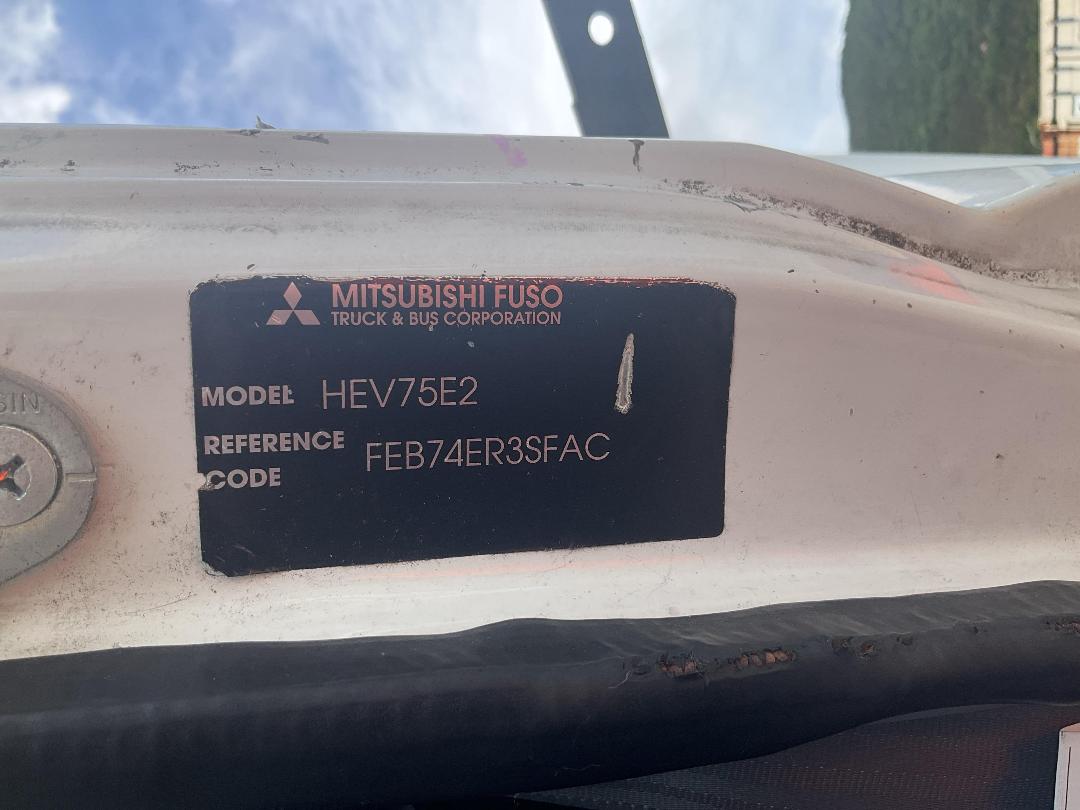 MITSUBISHI FUSO
TRUCK & BUS CORPORATION
MODEL HEV75E2
REFERENCE
CODE FEB74ER3SFAC